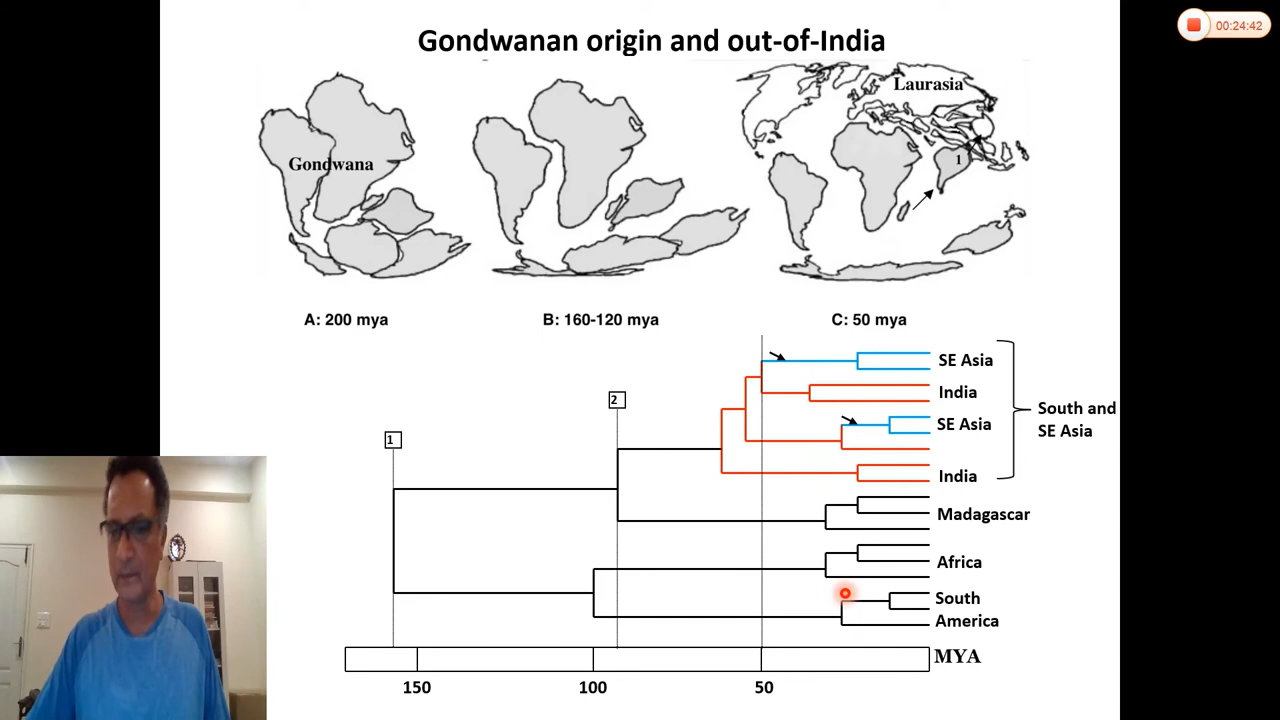 00:24:42
Gondwanan origin and out-of-India
Gondwana
Laurasia
1
A: 200 mya
B: 160-120 mya
C: 50 mya
1
2
SE Asia
India
SE Asia
India
South and
SE Asia
Madagascar
Africa
South
America
MYA
150
100
50